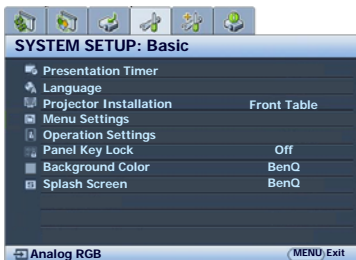 SYSTEM SETUP: Basic
Presentation Timer
Language
Projector Installation Front Table
Menu Settings
Operation Settings
Panel Key Lock Off
Background Color BenQ
Splash Screen BenQ
Analog RGB MENU Exit